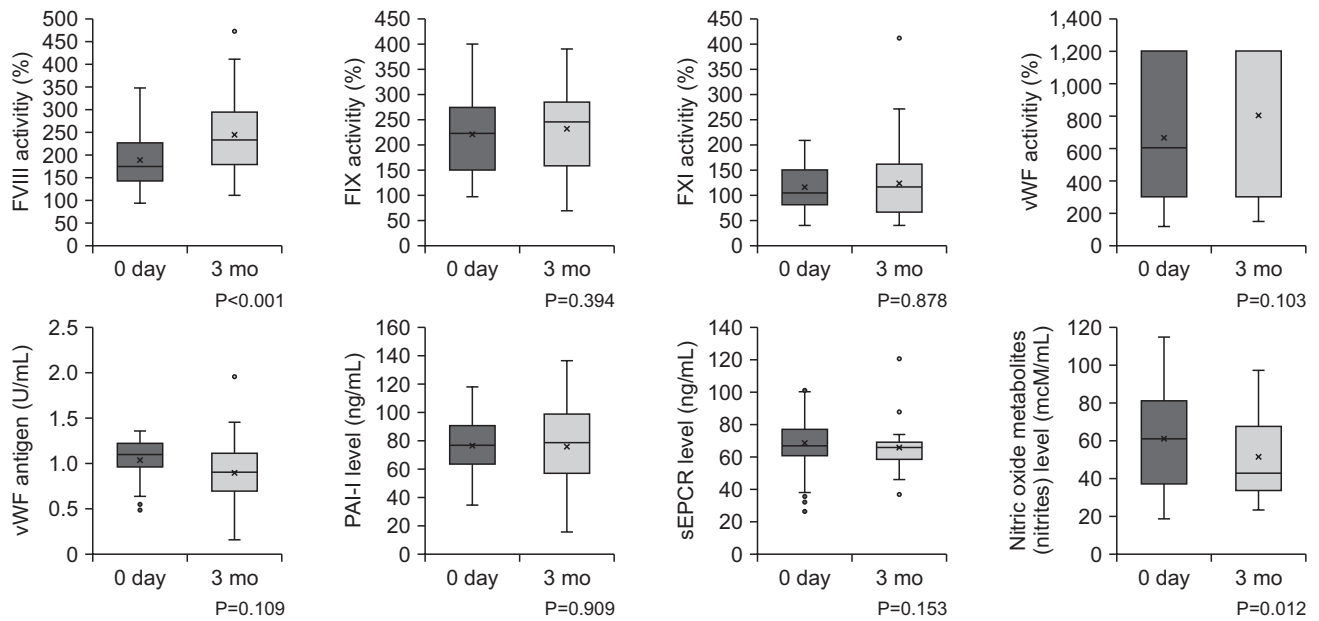 FVIII activitiy (%)
500
450
400
350
300
250
200
150
100
50
0
0 day
3 mo
P<0.001
FIX activitiy (%)
450
400
350
300
250
200
150
100
50
0
0 day
3 mo
P=0.394
FXI activitiy (%)
450
400
350
300
250
200
150
100
50
0
0 day
3 mo
P=0.878
vWF activitiy (%)
1,400
1,200
1,000
800
600
400
200
0
0 day
3 mo
P=0.103
vWF antigen (U/mL)
2.5
2.0
1.5
1.0
0.5
0
0 day
3 mo
P=0.109
PAI-I level (ng/mL)
160
140
120
100
80
60
40
20
0
0 day
3 mo
P=0.909
sEPCR level (ng/mL)
140
120
100
80
60
40
20
0
0 day
3 mo
P=0.153
Nitric oxide metabolites
(nitrites) level (mcM/mL)
120
100
80
60
40
20
0
0 day
3 mo
P=0.012